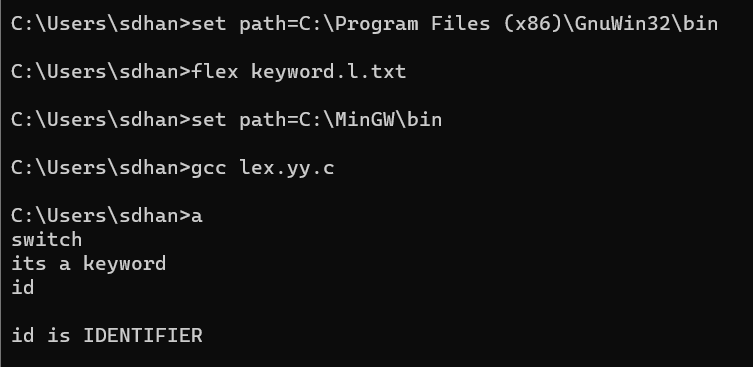 C:\Users\sdhan>set path=C:\Program Files (x86)\GnuWin32\bin
C:\Users\sdhan>flex keyword.l.txt
C:\Users\sdhan>set path=C:\MinGW\bin
C:\Users\sdhan>gcc lex.yy.c
C:\Users\sdhan>a
switch
its a keyword
id
id is IDENTIFIER